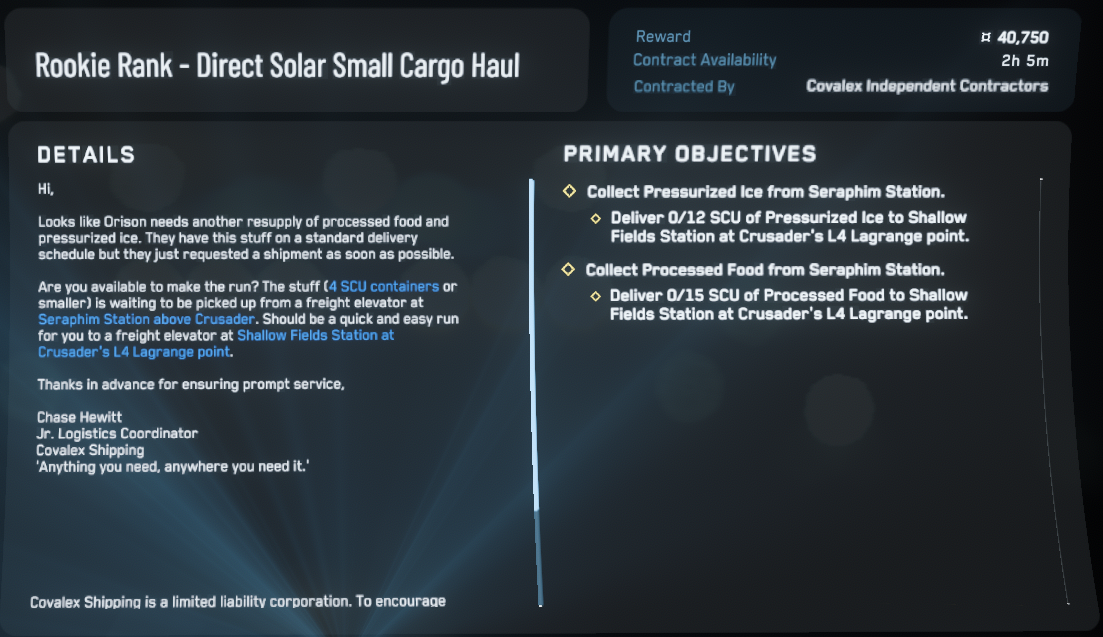 Rookie Rank - Direct Solar Small Cargo Haul
Reward ¤ 40,750
Contract Availability 2h 5m
Contracted By Covalex Independent Contractors
DETAILS
Hi,
Looks like Orison needs another resupply of processed food and
pressurized ice. They have this stuff on a standard delivery
schedule but they just requested a shipment as soon as possible.
Are you available to make the run? The stuff (4 SCU containers or
smaller) is waiting to be picked up from a freight elevator at
Seraphim Station above Crusader. Should be a quick and easy run
for you to a freight elevator at Shallow Fields Station at
Crusader's L4 Lagrange point.
Thanks in advance for ensuring prompt service,
Chase Hewitt
Jr. Logistics Coordinator
Covalex Shipping
'Anything you need, anywhere you need it.'
Covalex Shipping is a limited liability corporation. To encourage
PRIMARY OBJECTIVES
Collect Pressurized Ice from Seraphim Station.
Deliver 0/12 SCU of Pressurized Ice to Shallow
Fields Station at Crusader's L4 Lagrange point.
Collect Processed Food from Seraphim Station.
Deliver 0/15 SCU of Processed Food to Shallow
Fields Station at Crusader's L4 Lagrange point.